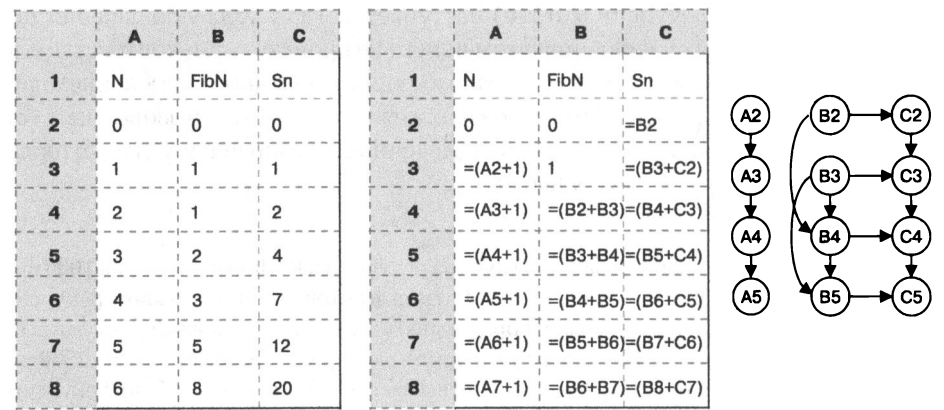 A B C
1 N FibN Sn
2 0 0 0
3 1 1 1
4 2 1 2
5 3 2 4
6 4 3 7
7 5 5 12
8 6 8 20
A B C
1 N FibN Sn
2 0 0 =B2
3 =(A2+1) 1 =(B3+C2)
4 =(A3+1) =(B2+B3) =(B4+C3)
5 =(A4+1) =(B3+B4) =(B5+C4)
6 =(A5+1) =(B4+B5) =(B6+C5)
7 =(A6+1) =(B5+B6) =(B7+C6)
8 =(A7+1) =(B6+B7) =(B8+C7)
A2 B2 C2
A3 B3 C3
A4 B4 C4
A5 B5 C5